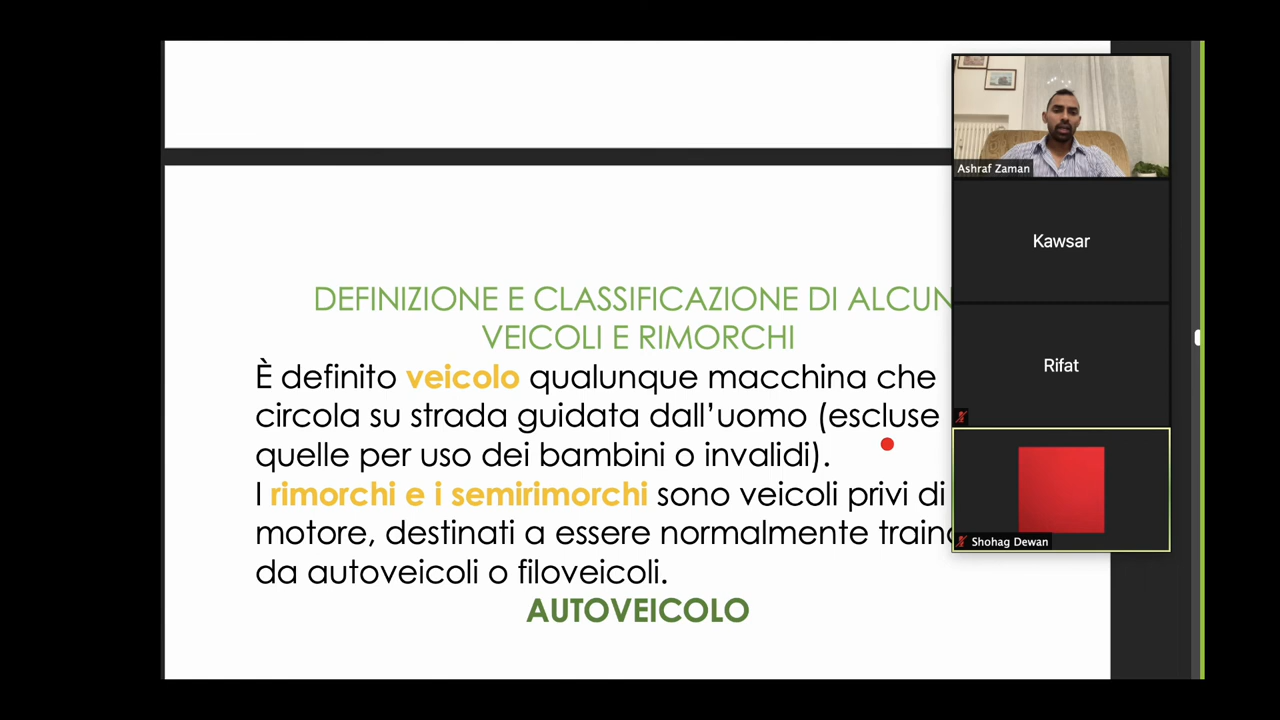 DEFINIZIONE E CLASSIFICAZIONE DI ALCUN
VEICOLI E RIMORCHI
È definito veicolo qualunque macchina che
circola su strada guidata dall’uomo (escluse
quelle per uso dei bambini o invalidi).
I rimorchi e i semirimorchi sono veicoli privi di
motore, destinati a essere normalmente
da autoveicoli o filoveicoli.
AUTOVEICOLO
Ashraf Zaman
Kawsar
Rifat
Shohag Dewan